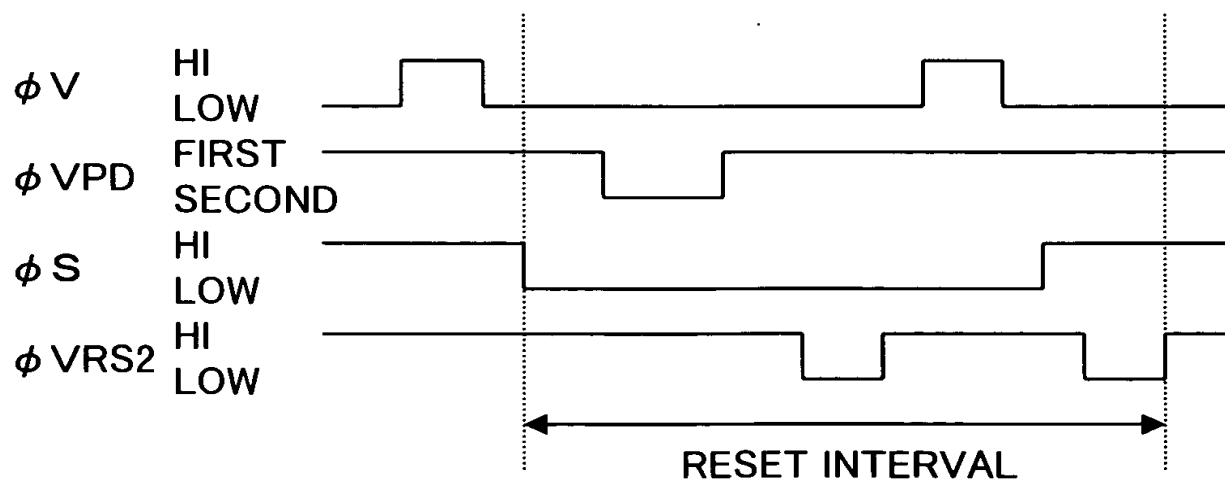 φV HI
LOW
φVPD FIRST
SECOND
φS HI
LOW
φVRS2 HI
LOW
RESET INTERVAL